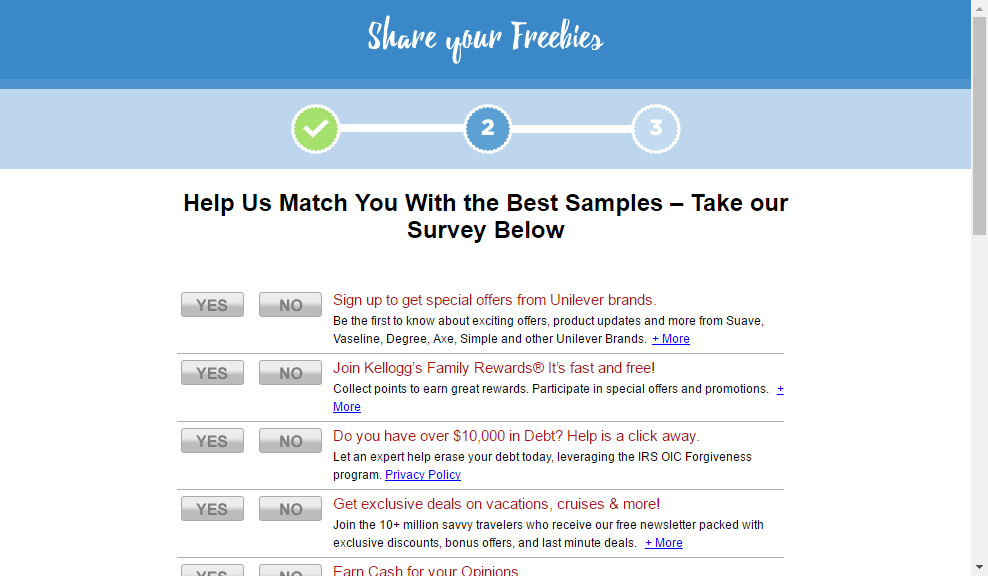 Share your Freebies
2
3
Help Us Match You With the Best Samples – Take our
Survey Below
YES NO Sign up to get special offers from Unilever brands.
Be the first to know about exciting offers, product updates and more from Suave,
Vaseline, Degree, Axe, Simple and other Unilever Brands. + More
YES NO Join Kellogg's Family Rewards® It's fast and free!
Collect points to earn great rewards. Participate in special offers and promotions. +
More
YES NO Do you have over $10,000 in Debt? Help is a click away.
Let an expert help erase your debt today, leveraging the IRS OIC Forgiveness
program. Privacy Policy
YES NO Get exclusive deals on vacations, cruises & more!
Join the 10+ million savvy travelers who receive our free newsletter packed with
exclusive discounts, bonus offers, and last minute deals. + More
YES NO Earn Cash for your Opinions